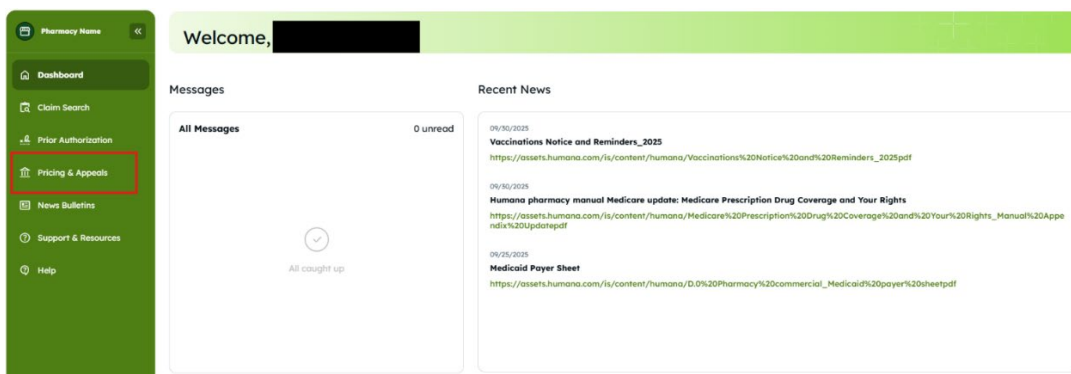 Pharmacy Name
Dashboard
Claim Search
Prior Authorization
Pricing & Appeals
News Bulletins
Support & Resources
Help
Welcome,
Messages
All Messages 0 unread
All caught up
Recent News
09/30/2025
Vaccinations Notice and Reminders_2025
https://assets.humana.com/is/content/humana/Vaccinations%20Notice%20and%20Reminders_2025pdf
09/30/2025
Humana pharmacy manual Medicare update: Medicare Prescription Drug Coverage and Your Rights
https://assets.humana.com/is/content/humana/Medicare%20Prescription%20Drug%20Coverage%20and%20Your%20Rights_Manual%20Appe
ndix%20Updatepdf
09/25/2025
Medicaid Payer Sheet
https://assets.humana.com/is/content/humana/D.0%20Pharmacy%20commercial_Medicaid%20payer%20sheetpdf